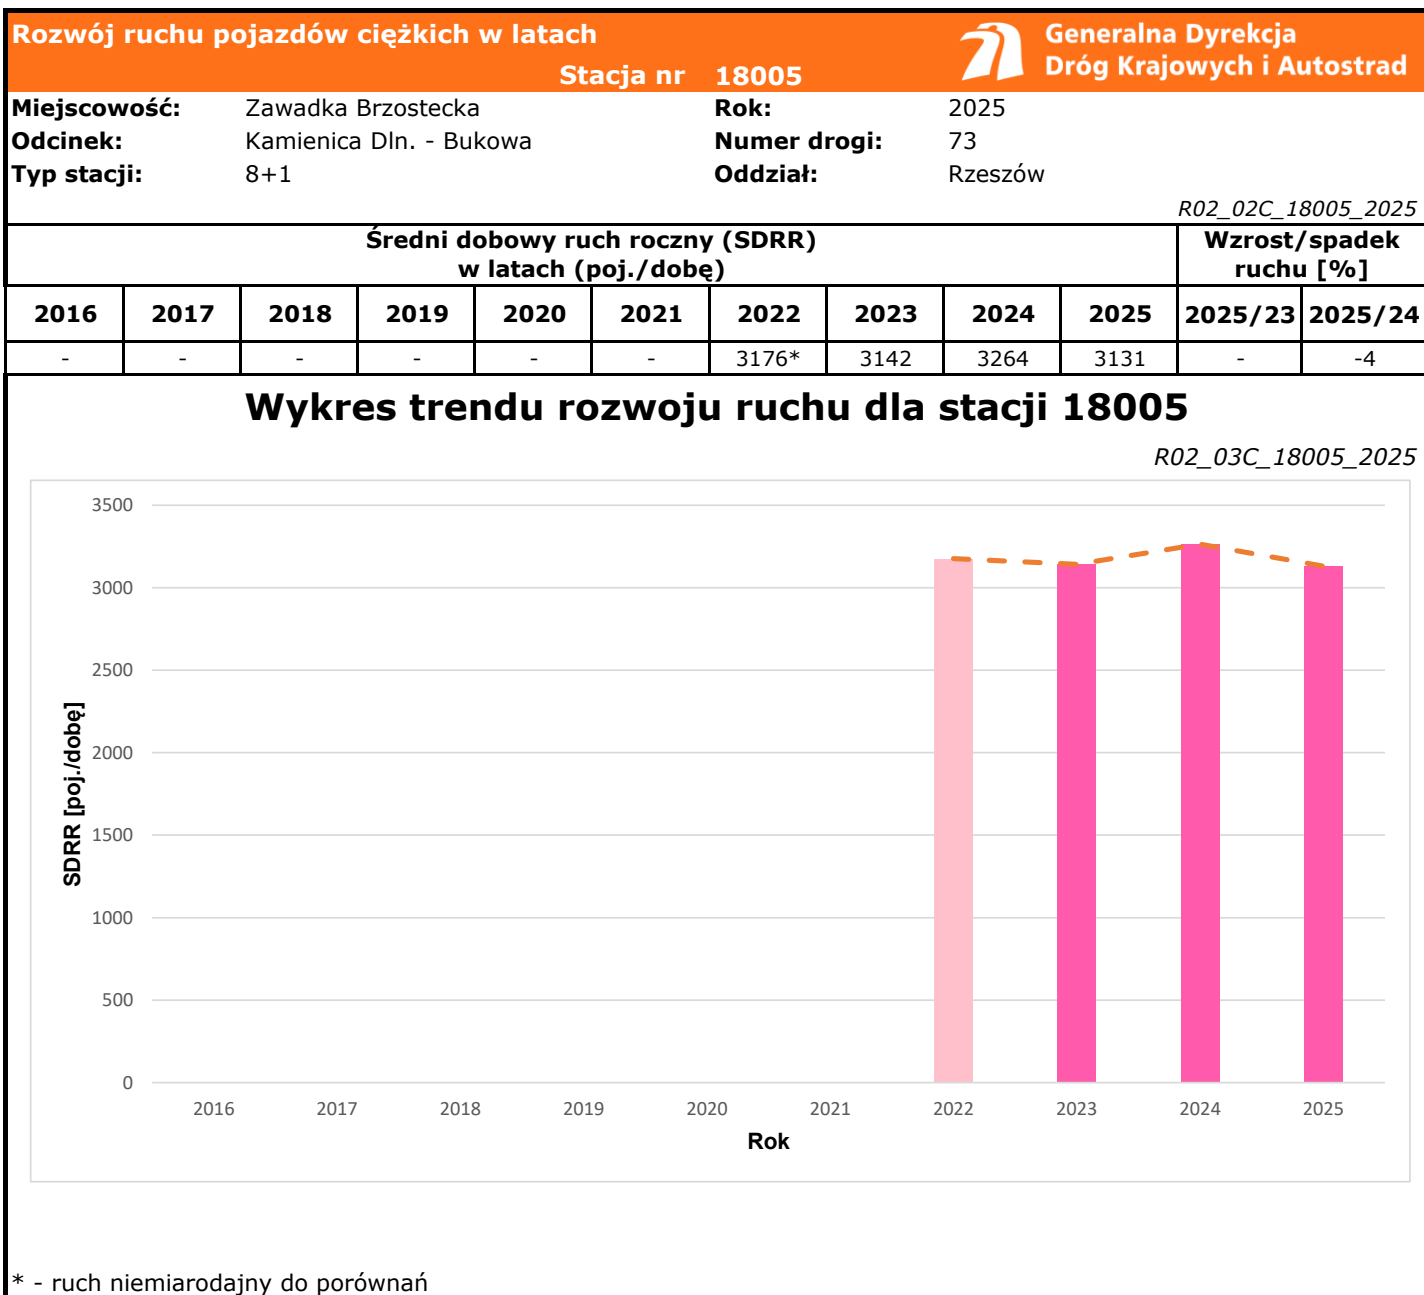 Rozwój ruchu pojazdów ciężkich w latach
Generalna Dyrekcja
Dróg Krajowych i Autostrad
Stacja nr 18005
Miejscowość: Zawadka Brzostecka Rok: 2025
Odcinek: Kamienica Dln. - Bukowa Numer drogi: 73
Typ stacji: 8+1 Oddział: Rzeszów
R02_02C_18005_2025
Średni dobowy ruch roczny (SDRR)
w latach (poj./dobę)
Wzrost/spadek
ruchu [%]
2016 2017 2018 2019 2020 2021 2022 2023 2024 2025 2025/23 2025/24
- - - - - - 3176* 3142 3264 3131 - -4
Wykres trendu rozwoju ruchu dla stacji 18005
R02_03C_18005_2025
3500
3000
2500
2000
1500
1000
500
0
SDRR [poj./dobę]
2016 2017 2018 2019 2020 2021 2022 2023 2024 2025
Rok
* - ruch niemiarodajny do porównań